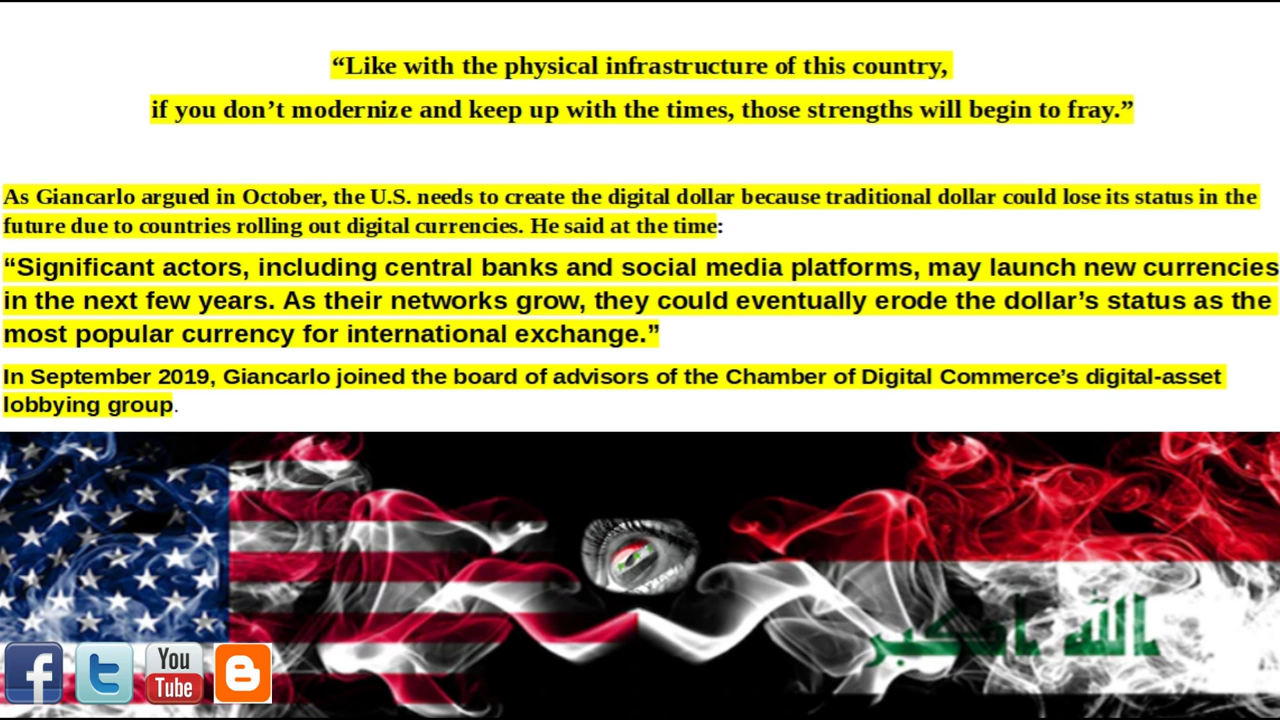 “Like with the physical infrastructure of this country,
if you don’t modernize and keep up with the times, those strengths will begin to fray.”
As Giancarlo argued in October, the U.S. needs to create the digital dollar because traditional dollar could lose its status in the
future due to countries rolling out digital currencies. He said at the time:
“Significant actors, including central banks and social media platforms, may launch new currencies
in the next few years. As their networks grow, they could eventually erode the dollar’s status as the
most popular currency for international exchange.”
In September 2019, Giancarlo joined the board of advisors of the Chamber of Digital Commerce’s digital-asset
lobbying group.
الله اكبر
You
Tube